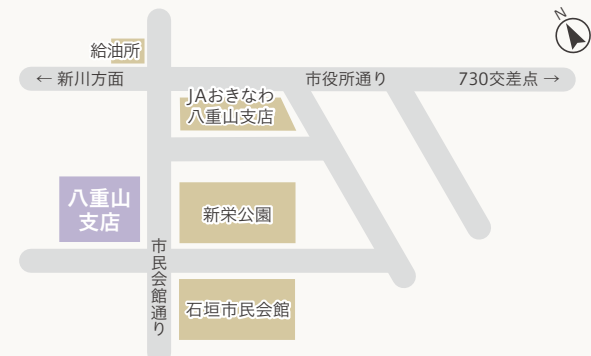 N
給油所
← 新川方面
市役所通り
730交差点 →
JAおきなわ
八重山支店
八重山
支店
新栄公園
市民会館通り
石垣市民会館